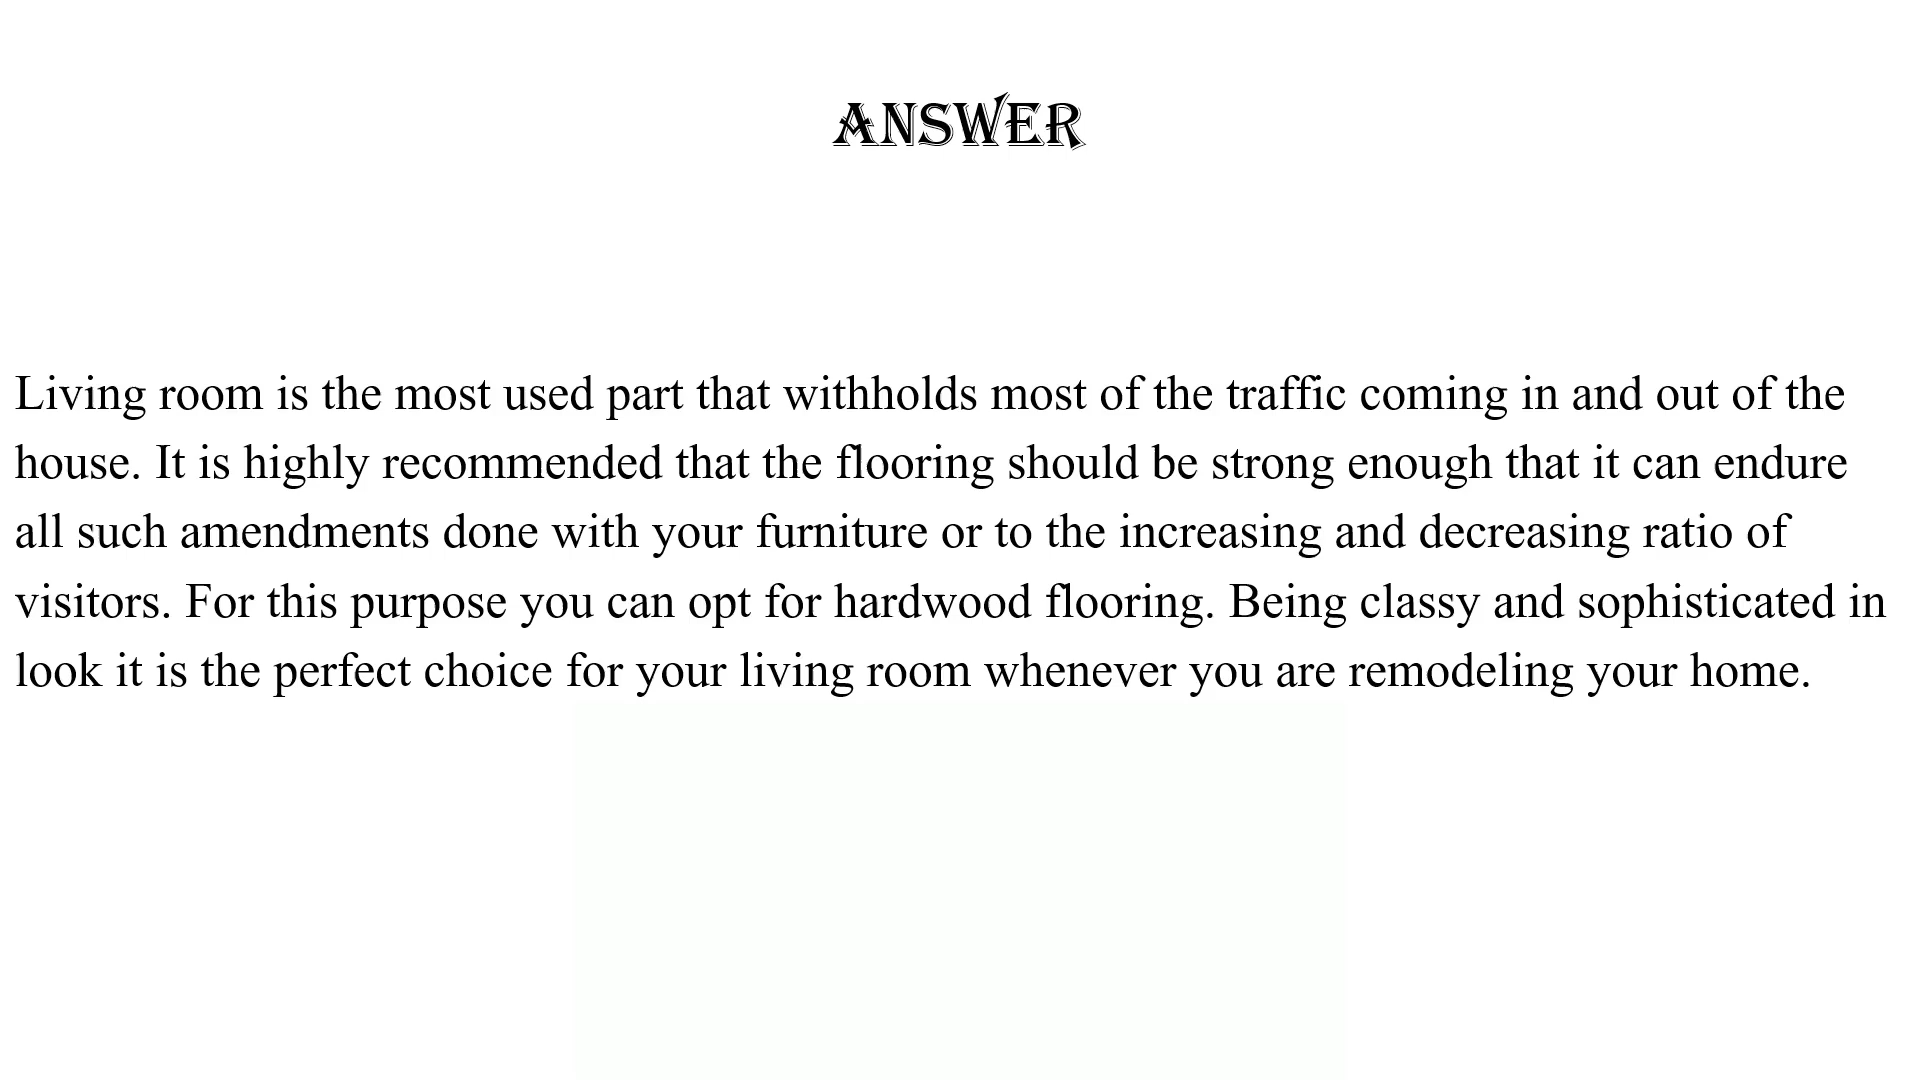 ANSWER
Living room is the most used part that withholds most of the traffic coming in and out of the
house. It is highly recommended that the flooring should be strong enough that it can endure
all such amendments done with your furniture or to the increasing and decreasing ratio of
visitors. For this purpose you can opt for hardwood flooring. Being classy and sophisticated in
look it is the perfect choice for your living room whenever you are remodeling your home.